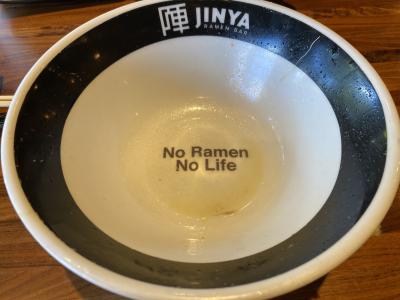 陣 JINYA
RAMEN BAR
No Ramen
No Life